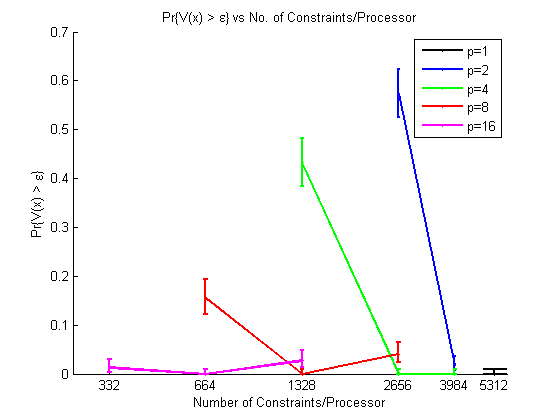 Pr{V(x) > ε} vs No. of Constraints/Processor
0.7
0.6
0.5
0.4
0.3
0.2
0.1
0
Pr{V(x) > ε}
p=1
p=2
p=4
p=8
p=16
332 664 1328 2656 3984 5312
Number of Constraints/Processor